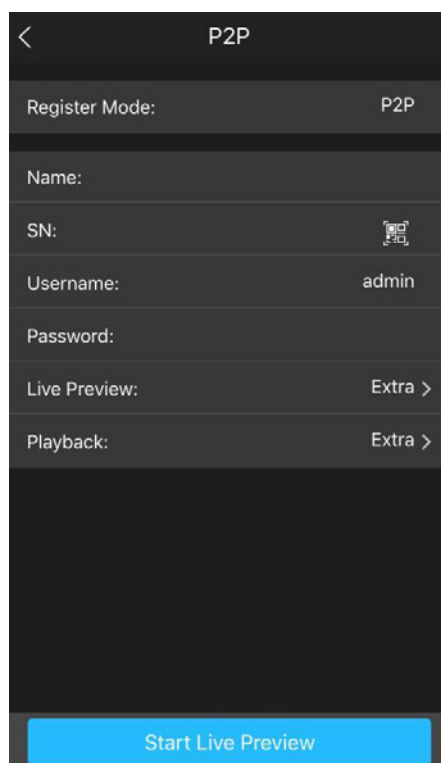 P2P
Register Mode: P2P
Name:
SN:
Username: admin
Password:
Live Preview: Extra
Playback: Extra
Start Live Preview